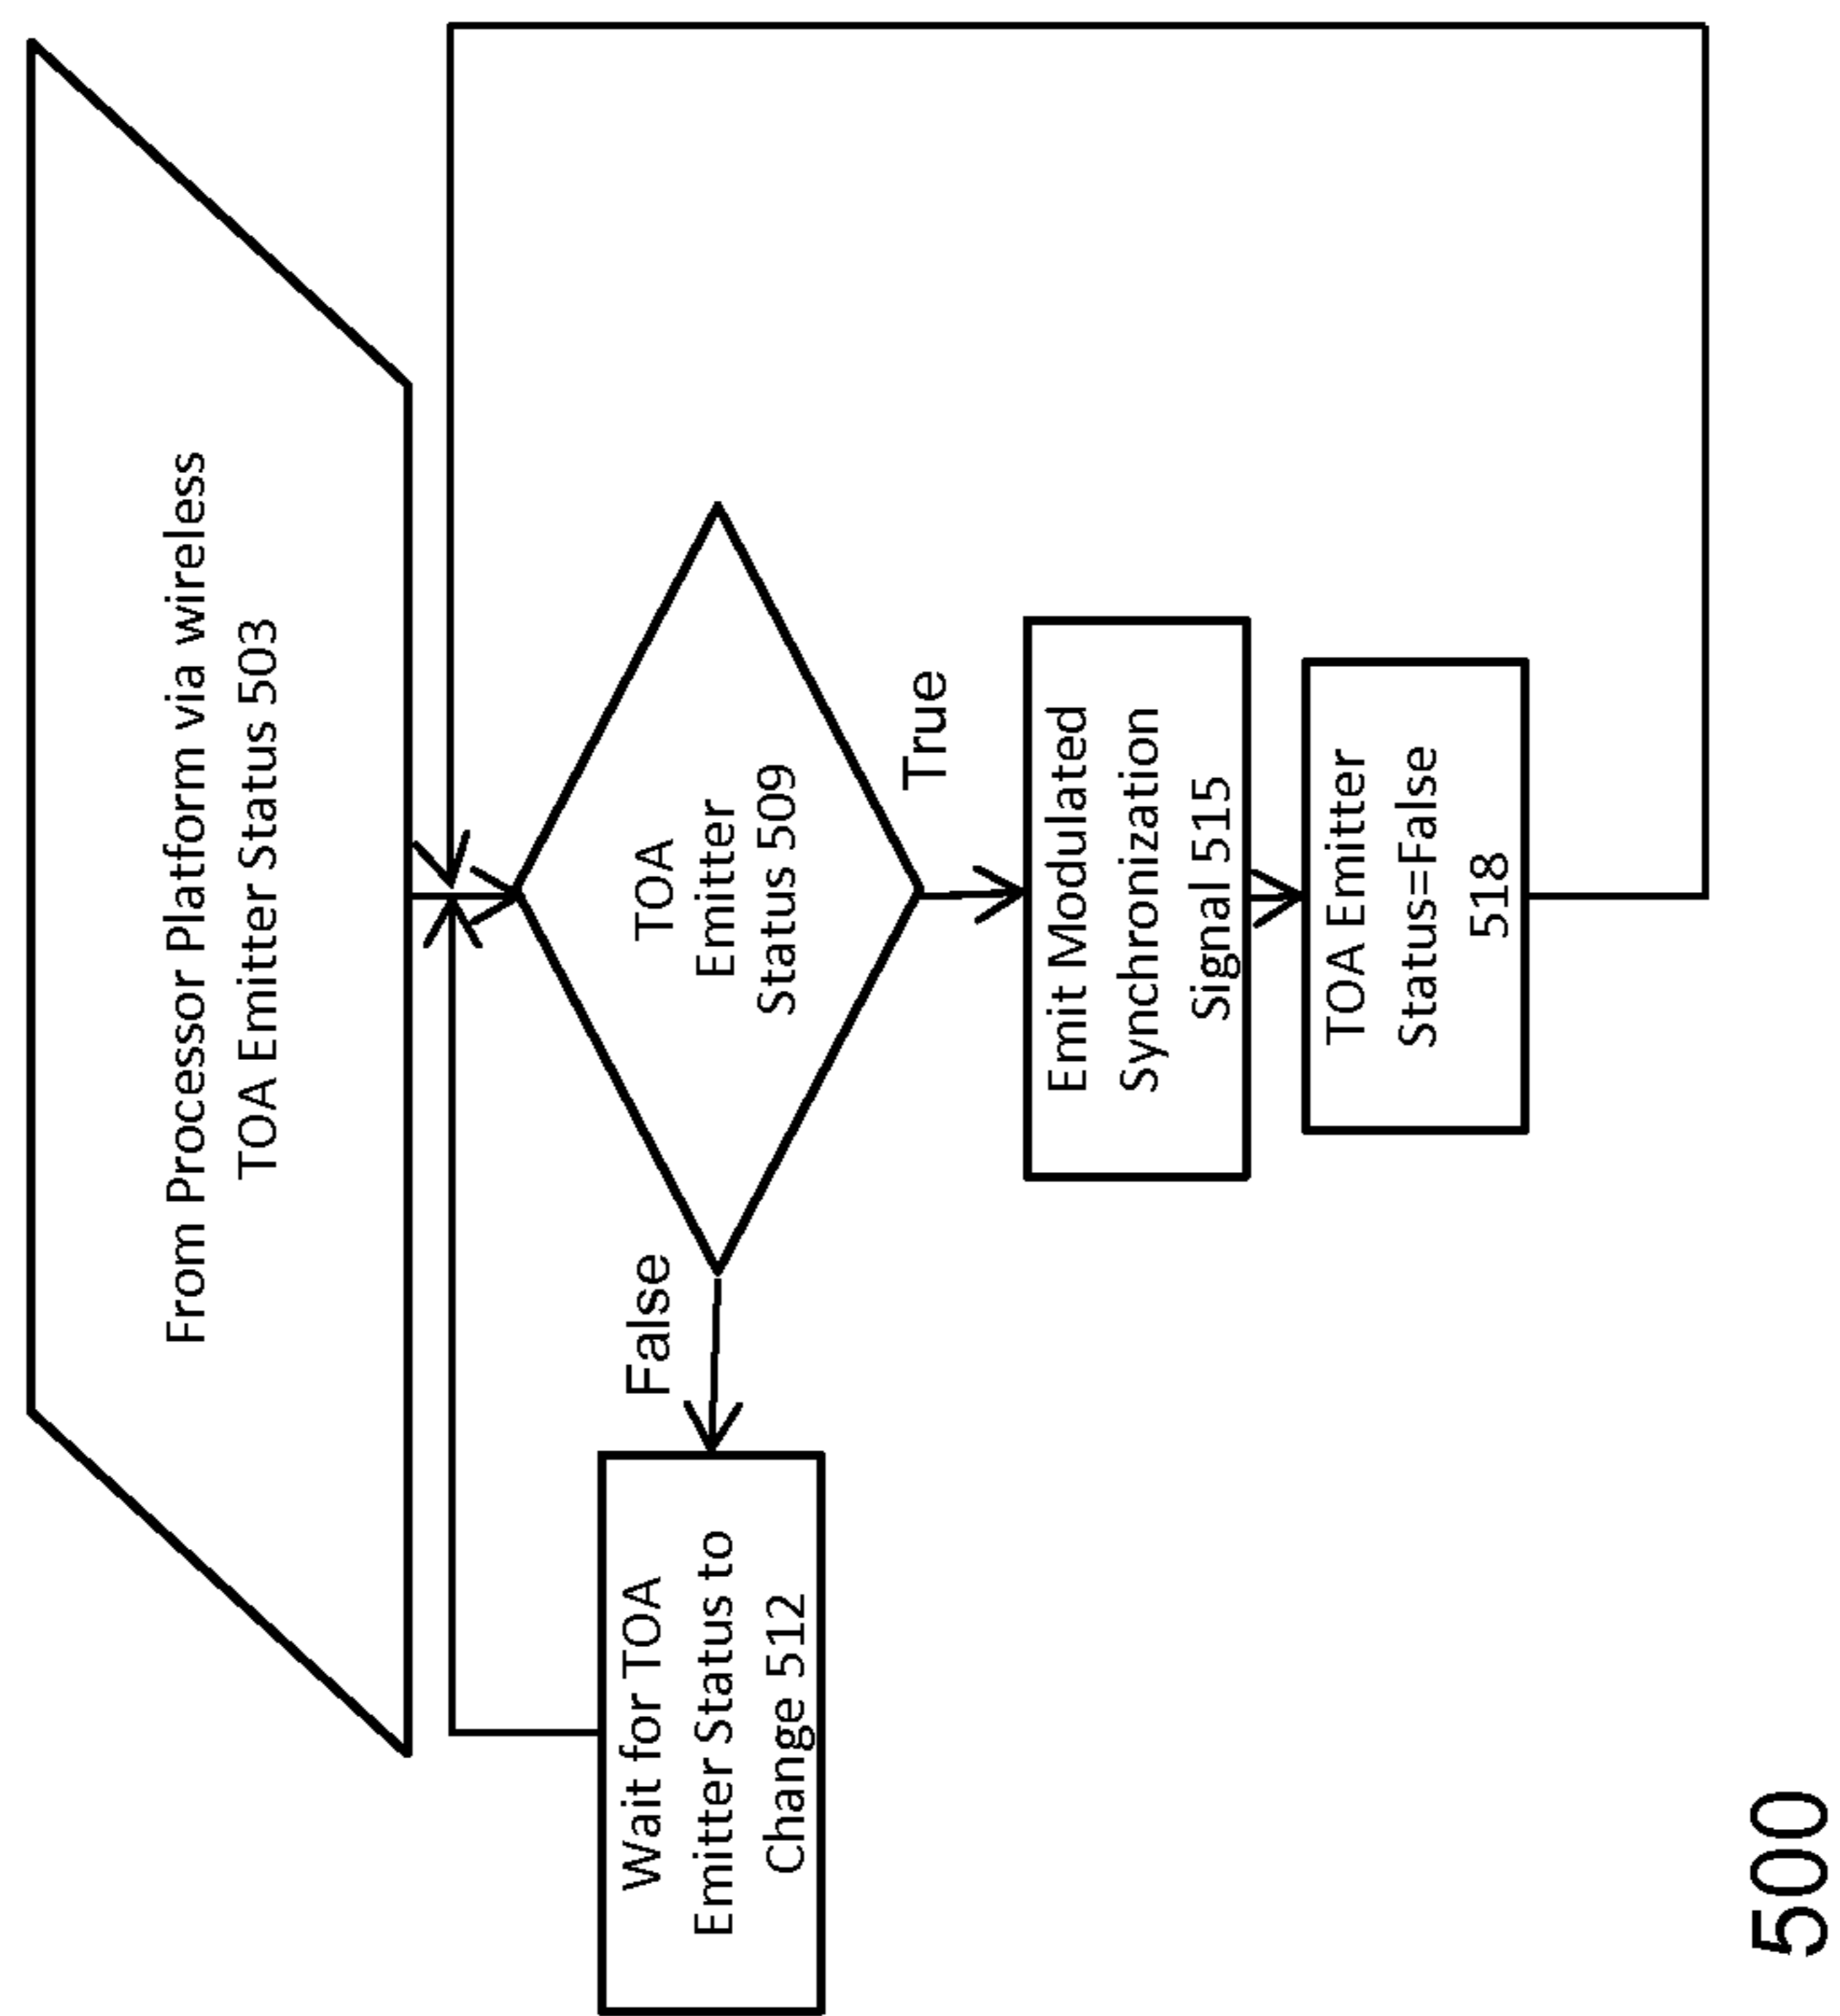 From Processor Platform via wireless
TOA Emitter Status 503
TOA
Emitter
Status 509
False
True
Wait for TOA
Emitter Status to
Change 512
Emit Modulated
Synchronization
Signal 515
TOA Emitter
Status=False
518
500